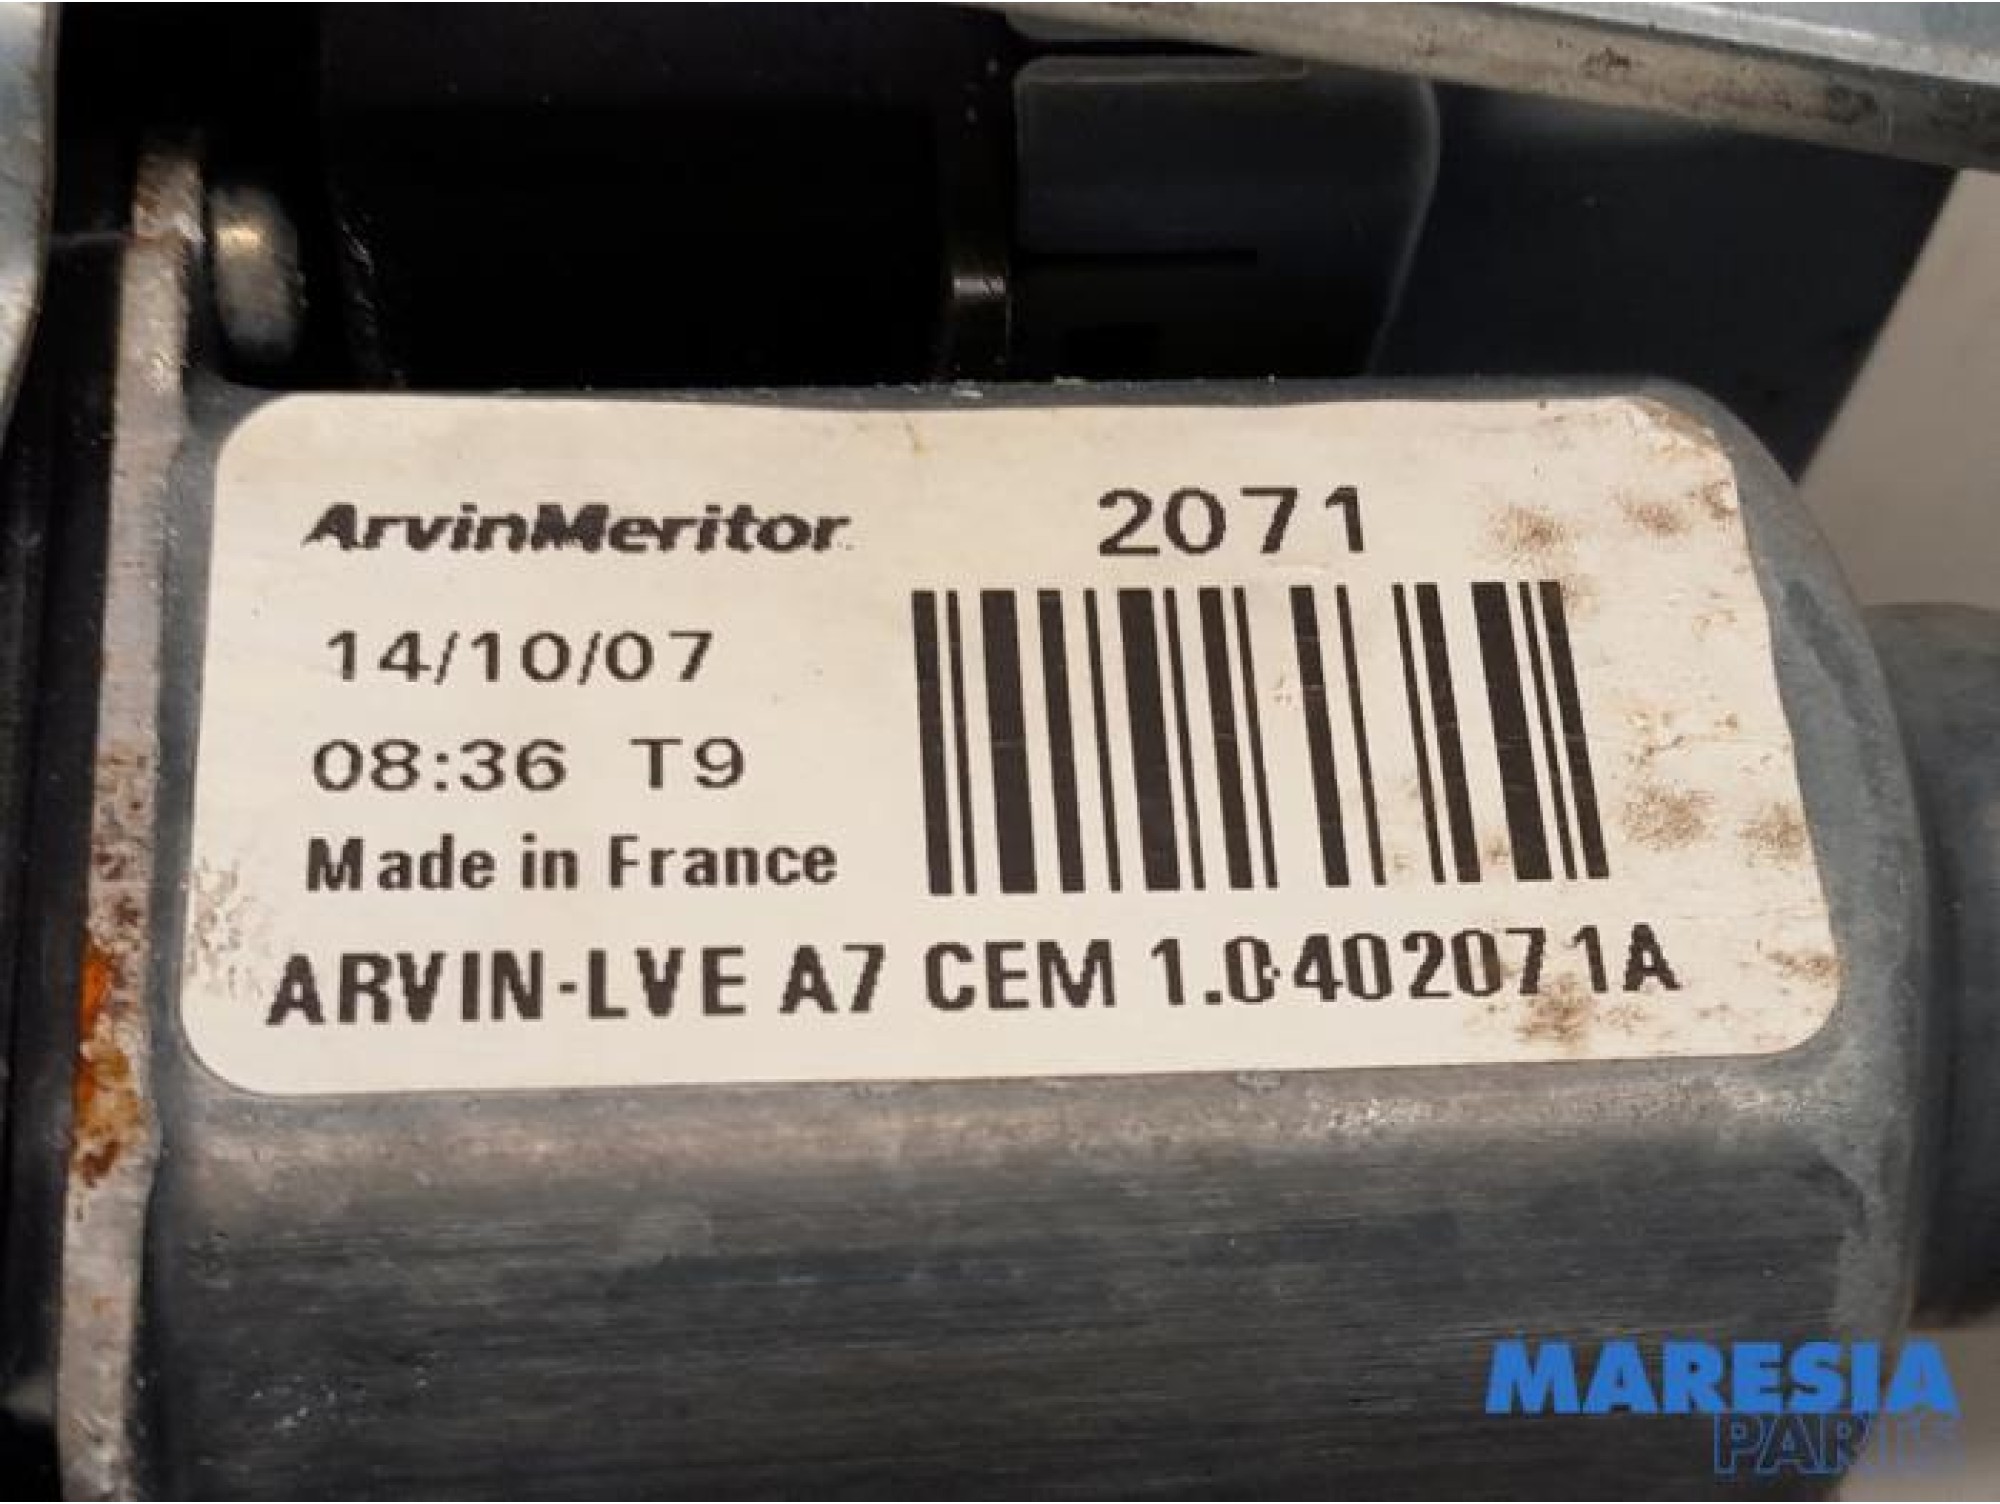 ArvinMeritor
2071
14/10/07
08:36 T9
Made in France
ARVIN-LVE A7 CEM 1.0402071A
MARESIA
PARTS